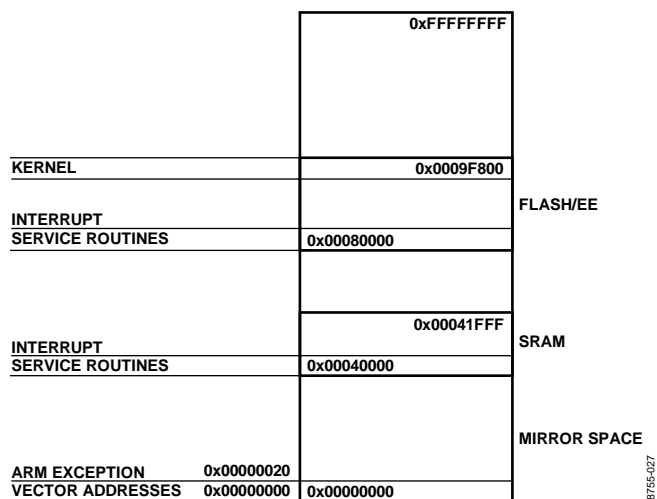 0xFFFFFFFF
KERNEL 0x0009F800
FLASH/EE
INTERRUPT
SERVICE ROUTINES 0x00080000
0x00041FFF
SRAM
INTERRUPT
SERVICE ROUTINES 0x00040000
MIRROR SPACE
ARM EXCEPTION 0x00000020
VECTOR ADDRESSES 0x00000000 0x00000000
8755-027